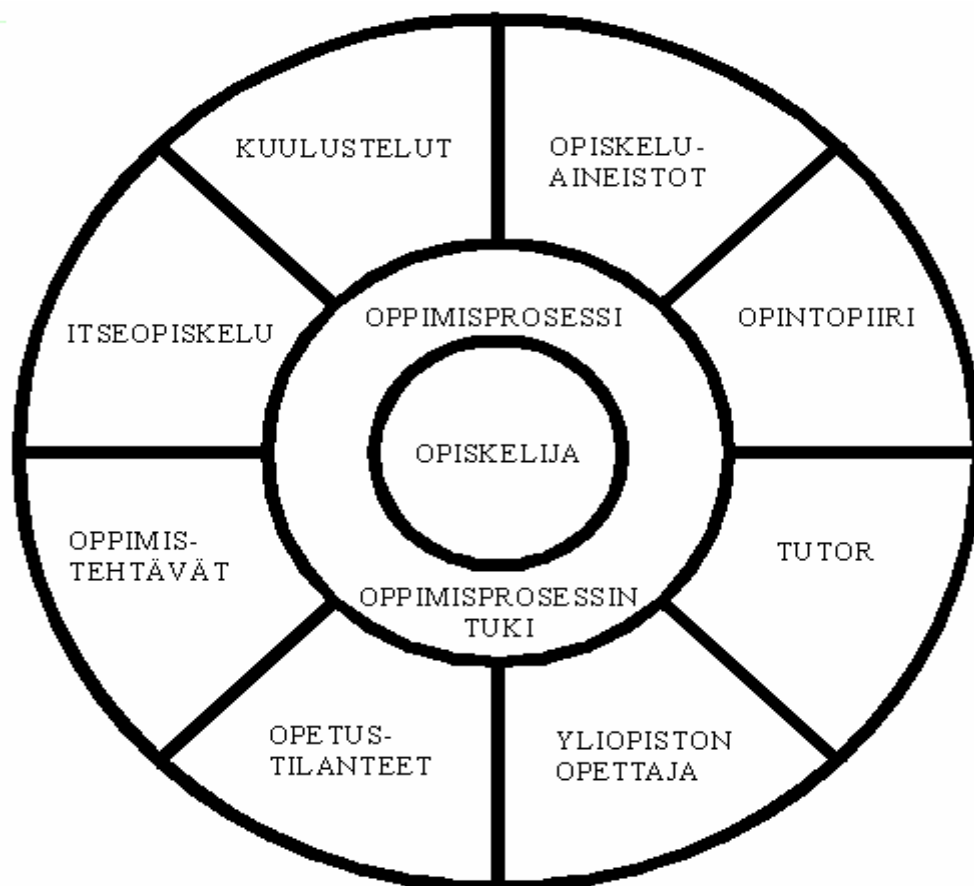 KUULUSTELUT
OPISKELU-
AINEISTOT
ITSEOPISKELU
OPPIMISPROSESSI
OPINTOPIIRI
OPISKELIJA
OPPIMIS-
TEHTÄVÄT
TUTOR
OPPIMISPROSESSIN
TUKI
OPETUS-
TILANTEET
YLIOPISTON
OPETTAJA